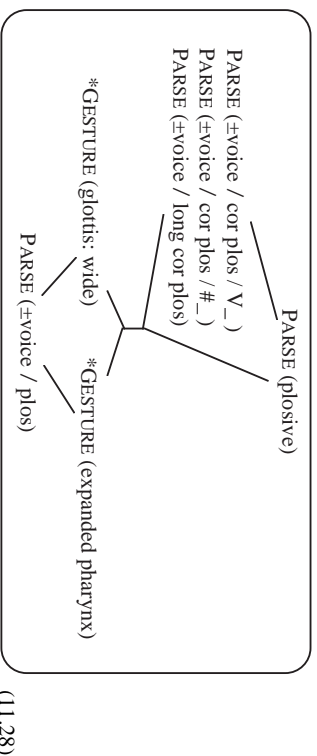 PARSE (plosive)
PARSE (±voice / cor plos / V_)
PARSE (±voice / cor plos / #_)
PARSE (±voice / long cor plos)
*GESTURE (glottis: wide)
*GESTURE (expanded pharynx)
PARSE (±voice / plos)
(11.28)